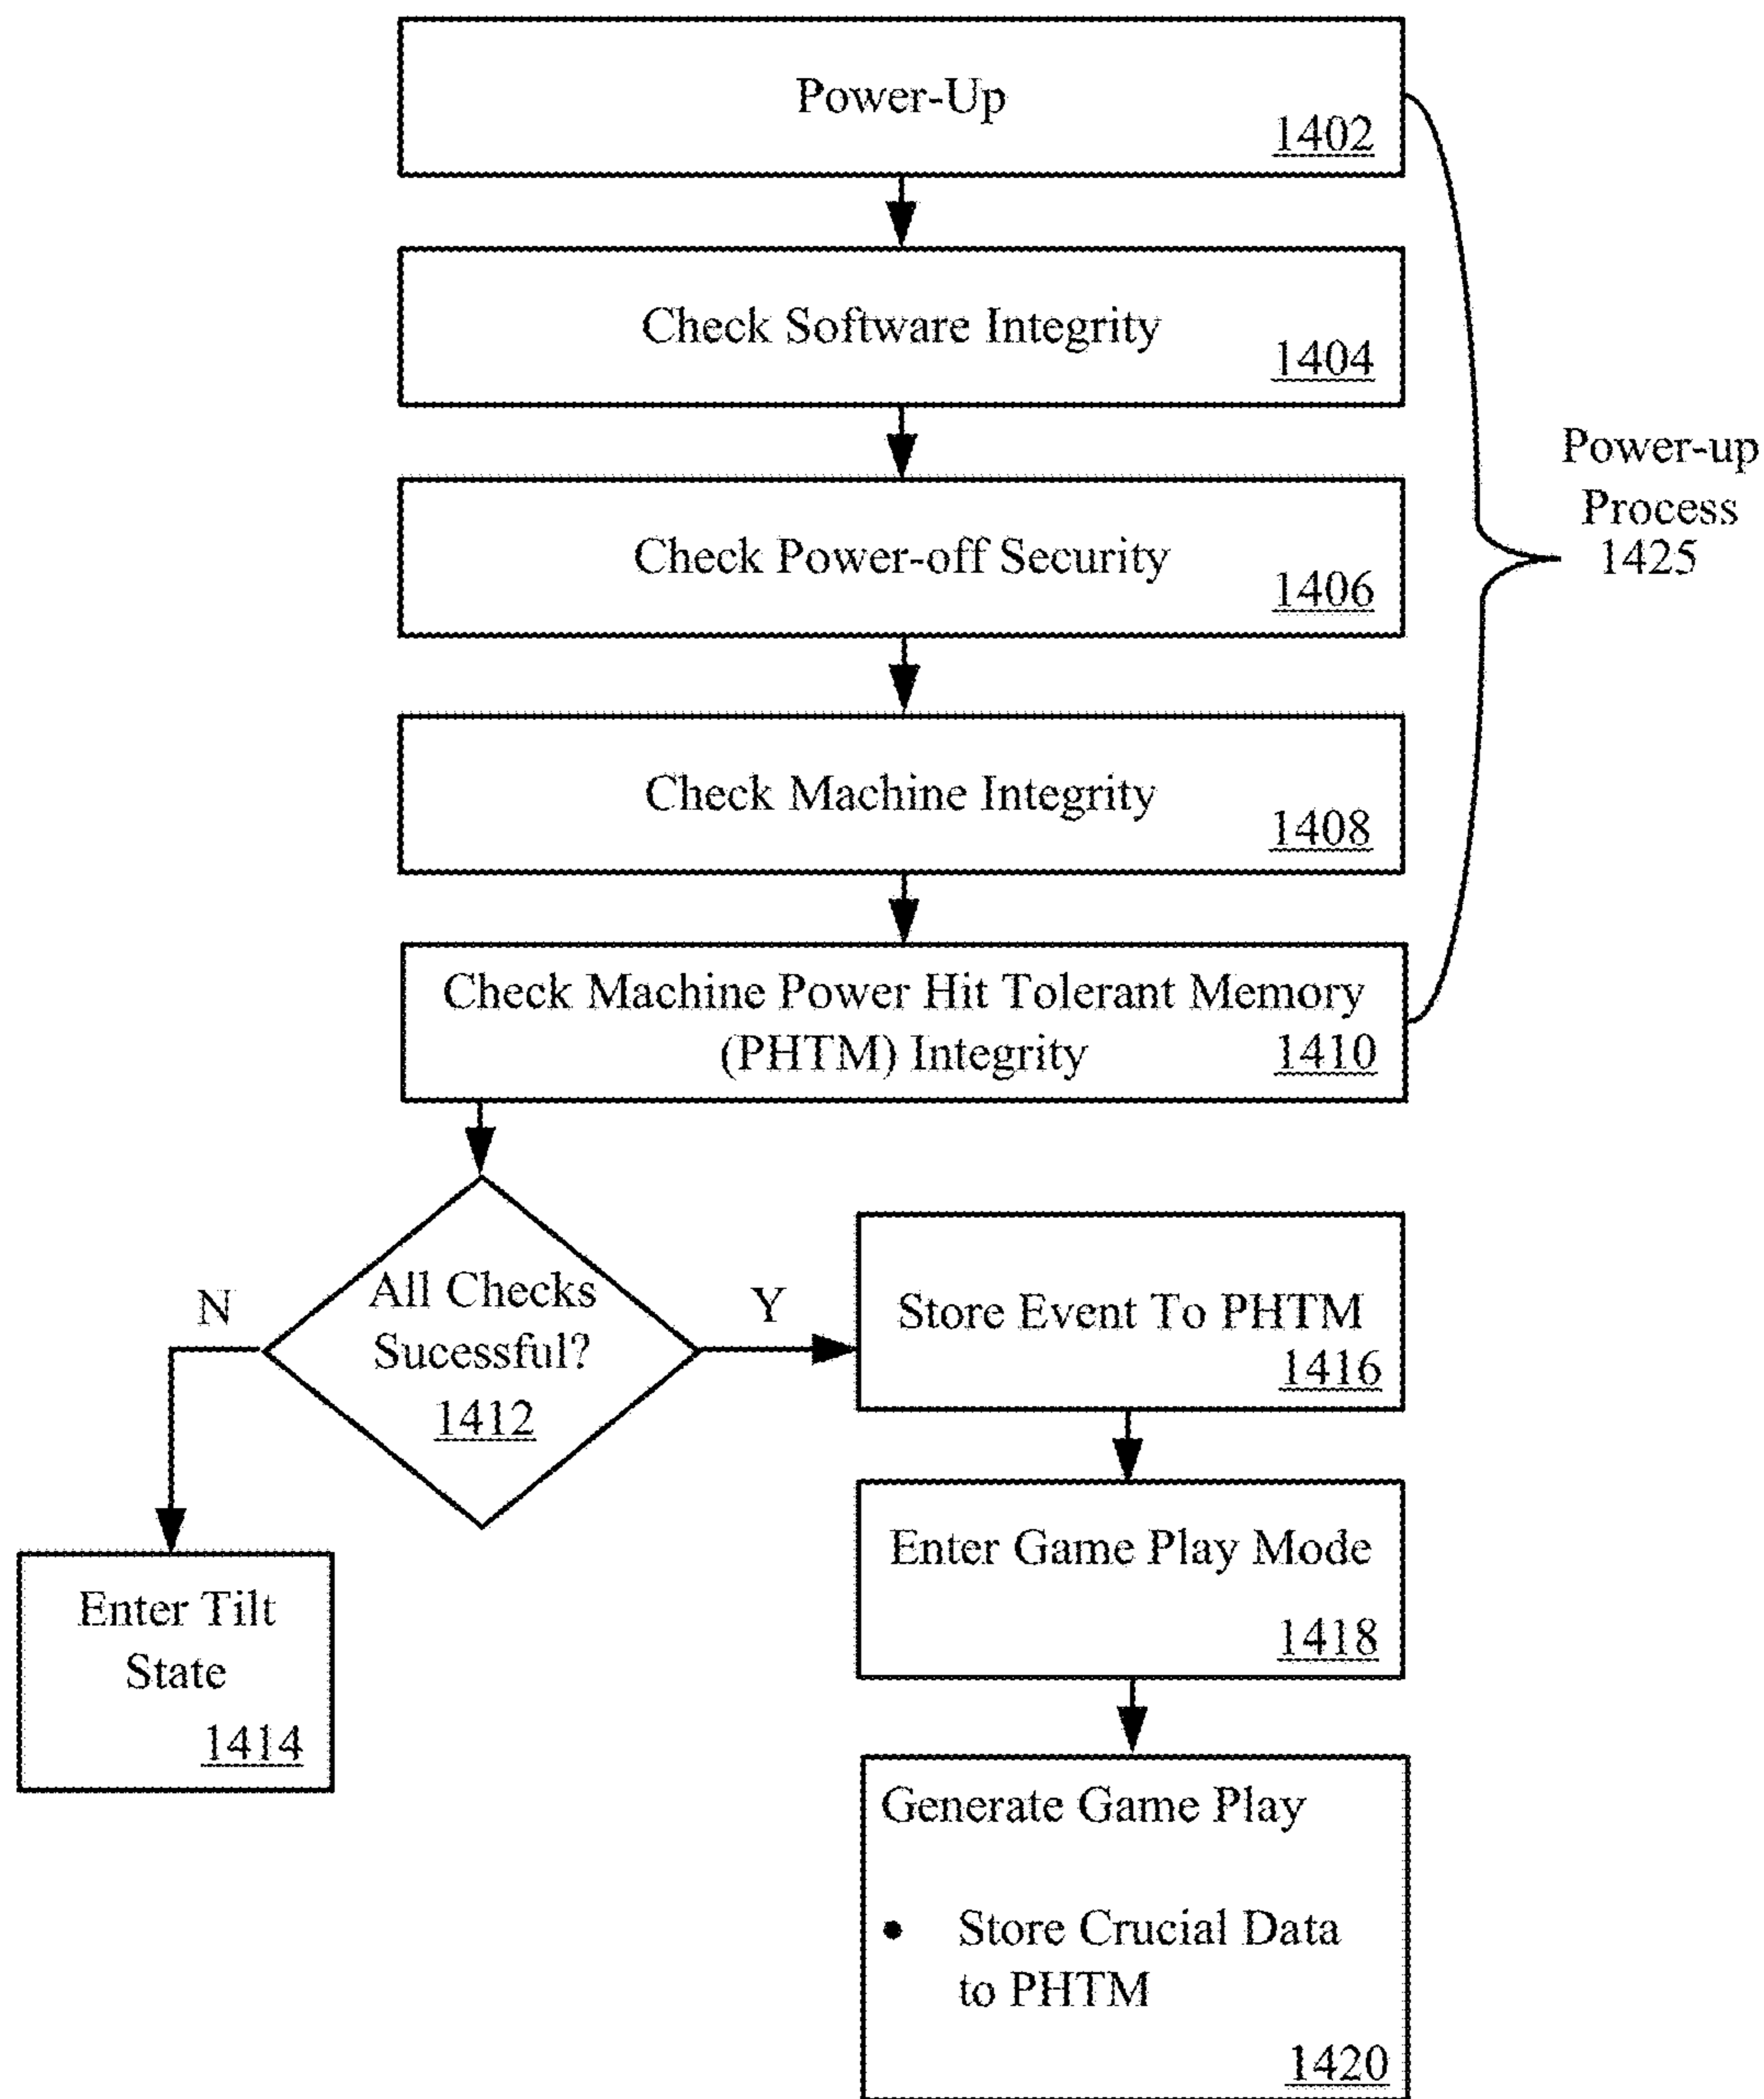 Power-Up
1402
Check Software Integrity
1404
Check Power-off Security
1406
Power-up
Process
1425
Check Machine Integrity
1408
Check Machine Power Hit Tolerant Memory
(PHTM) Integrity 1410
All Checks
Sucessful?
1412
N
Y
Store Event To PHTM
1416
Enter Tilt
State
1414
Enter Game Play Mode
1418
Generate Game Play
• Store Crucial Data
to PHTM
1420